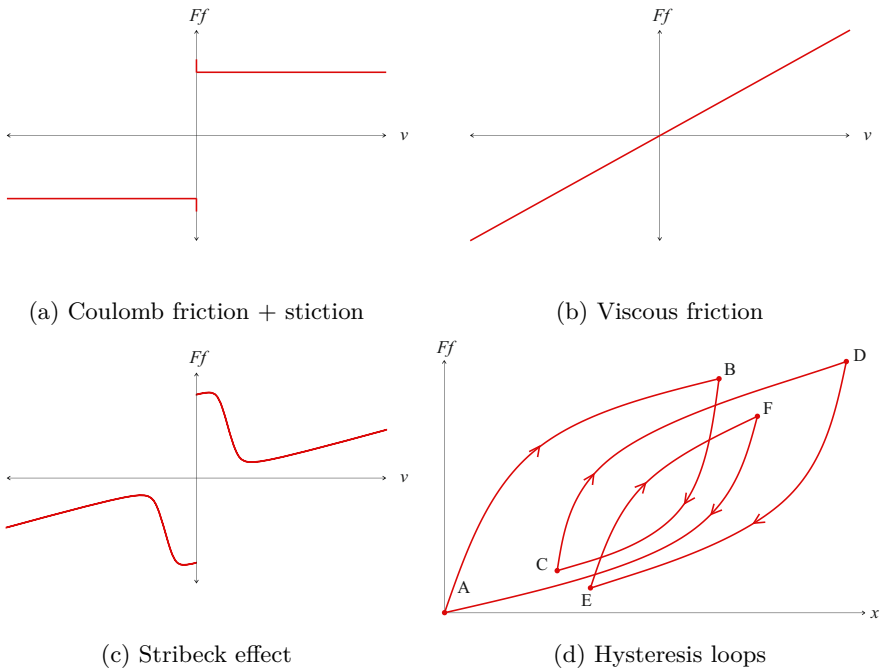 Ff
v
(a) Coulomb friction + stiction
Ff
v
(b) Viscous friction
Ff
v
(c) Stribeck effect
Ff
B
D
F
C
A
E
x
(d) Hysteresis loops